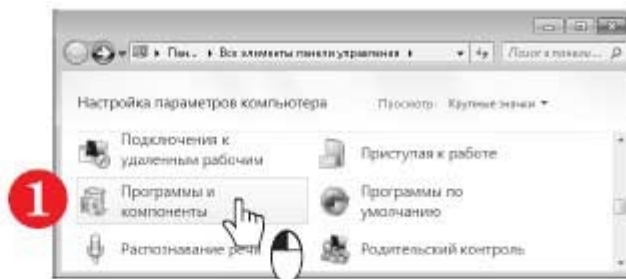 Пан... Все элементы панели управления
Настройка параметров компьютера Просмотр: Крупные значки
Подключения к удаленным рабочим
Приступая к работе
1
Программы и компоненты
Программы по умолчанию
Распознавание речи
Родительский контроль